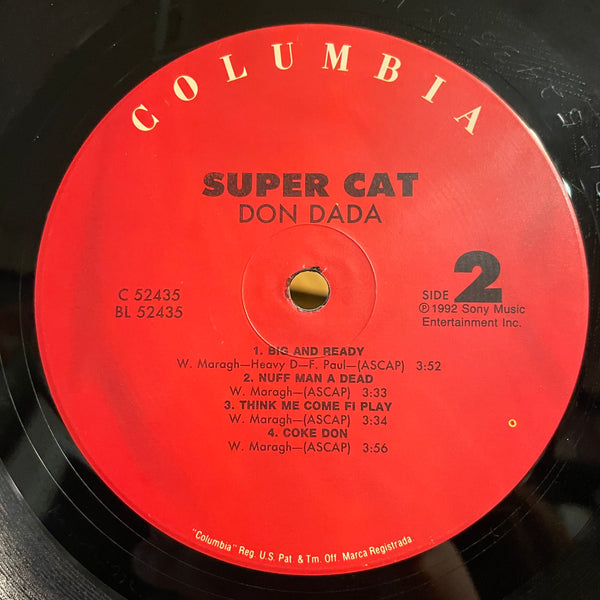 COLUMBIA
SUPER CAT
DON DADA
C 52435
BL 52435
SIDE 2
℗1992 Sony Music
Entertainment Inc.
1. BIG AND READY
W. Maragh—Heavy D—F. Paul—(ASCAP) 3:52
2. NUFF MAN A DEAD
W. Maragh—(ASCAP) 3:33
3. THINK ME COME FI PLAY
W. Maragh—(ASCAP) 3:34
4. COKE DON
W. Maragh—(ASCAP) 3:56
"Columbia" Reg. U.S. Pat. & Tm. Off. Marca Registrada.